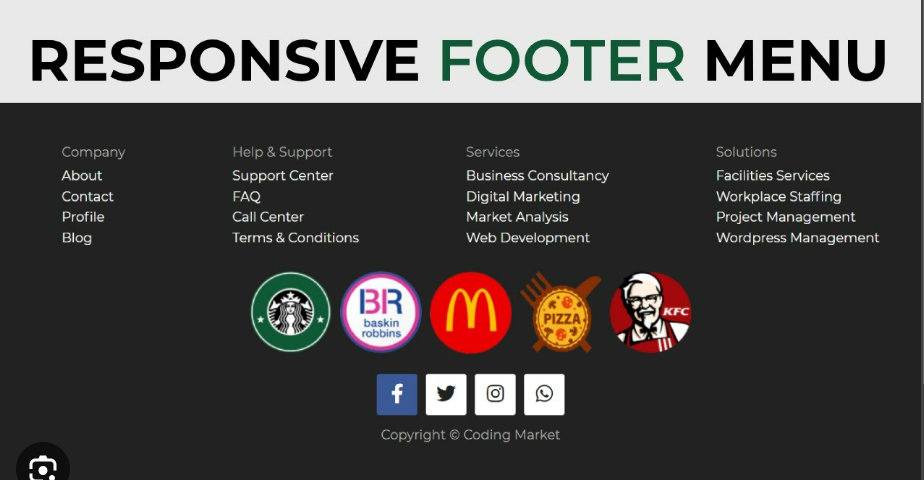 RESPONSIVE FOOTER MENU
Company
About
Contact
Profile
Blog
Help & Support
Support Center
FAQ
Call Center
Terms & Conditions
Services
Business Consultancy
Digital Marketing
Market Analysis
Web Development
Solutions
Facilities Services
Workplace Staffing
Project Management
Wordpress Management
BR
baskin
robbins
PIZZA
KFC
Copyright © Coding Market